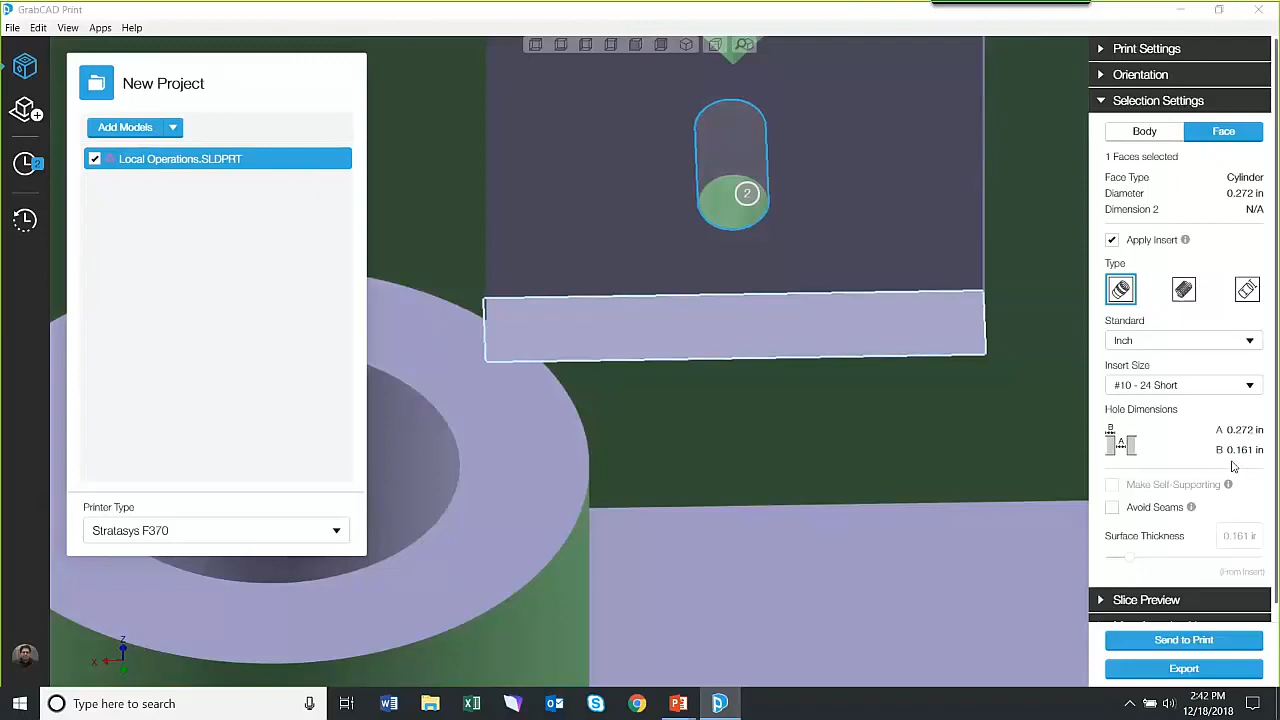 GrabCAD Print
File Edit View Apps Help
New Project
Add Models
Local Operations.SLDPRT
Printer Type
Stratasys F370
2
2
Z
X
Print Settings
Orientation
Selection Settings
Body Face
1 Faces selected
Face Type Cylinder
Diameter 0.272 in
Dimension 2 N/A
Apply Insert
Type
Standard
Inch
Insert Size
#10 - 24 Short
Hole Dimensions
B
A
A 0.272 in
B 0.161 in
Make Self-Supporting
Avoid Seams
Surface Thickness 0.161 ir
(From Insert)
Slice Preview
Send to Print
Export
Type here to search
2:42 PM
12/18/2018